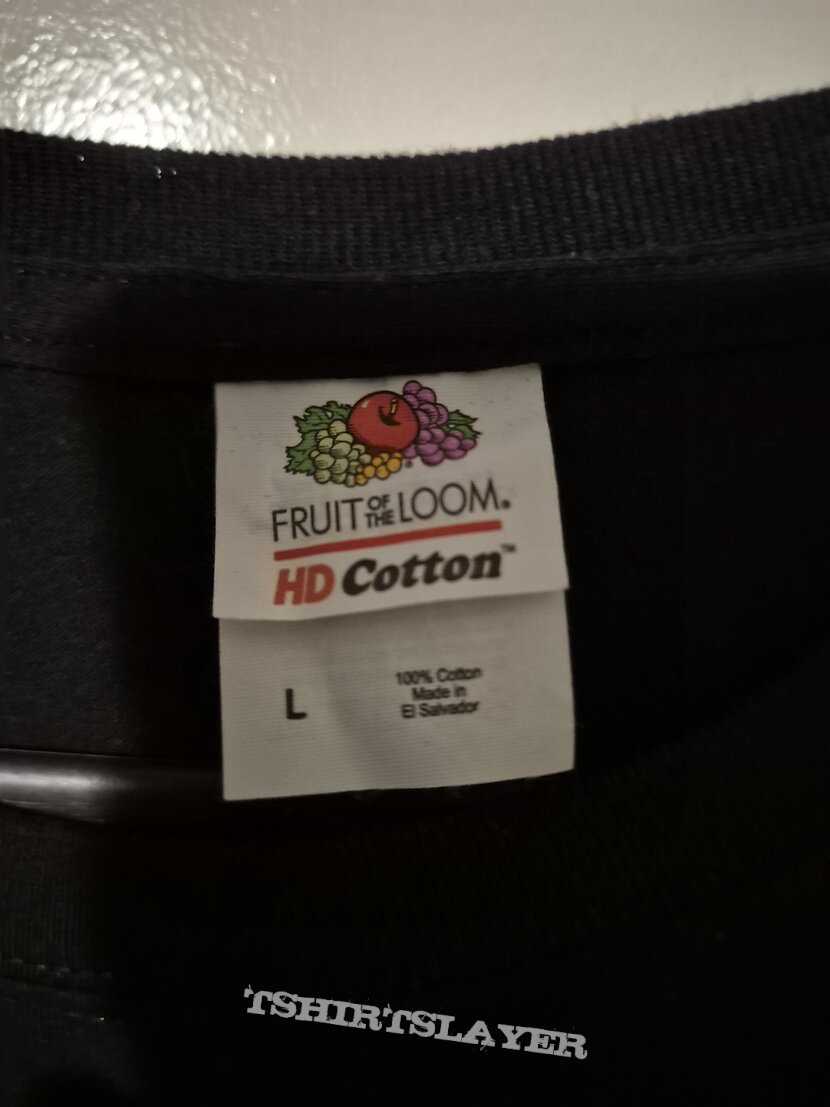 FRUIT OF THE LOOM®
HD Cotton™
L
100% Cotton
Made in
El Salvador
TSHIRTSLAYER